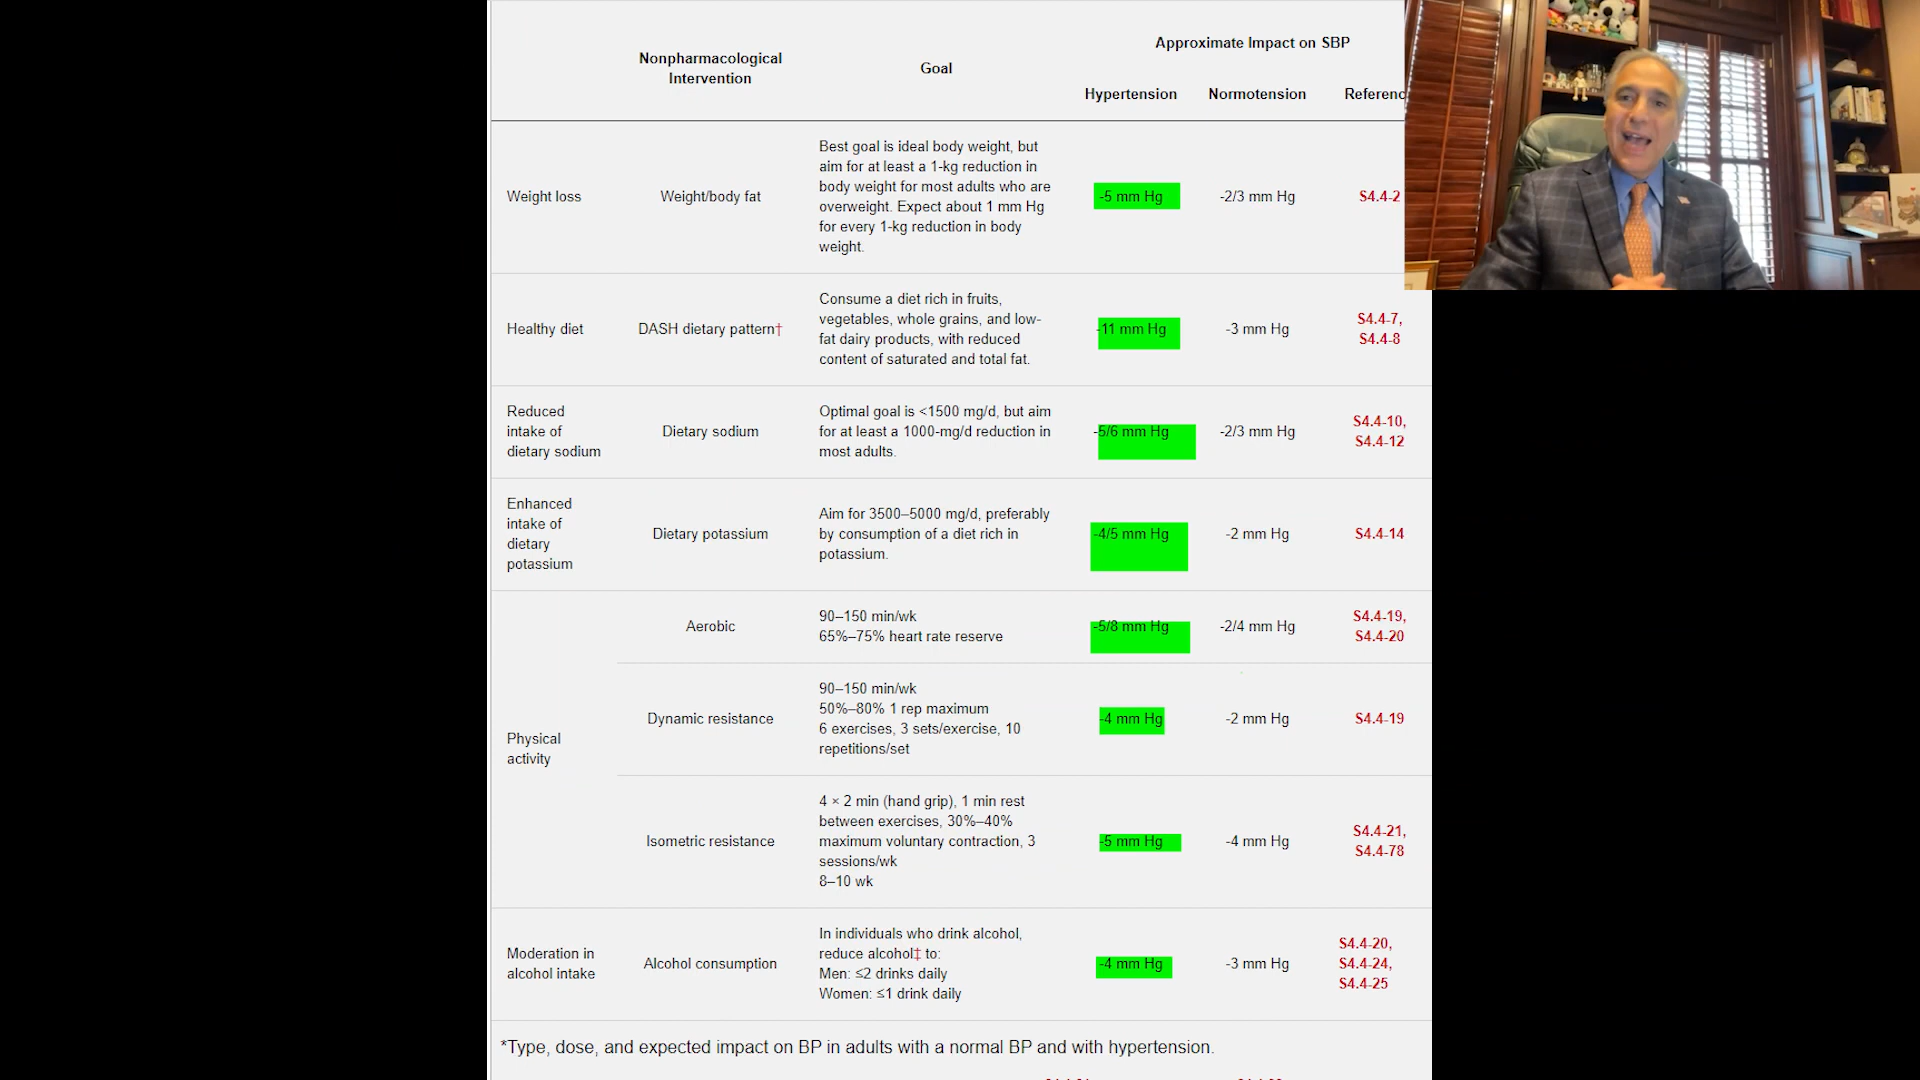 Nonpharmacological
Intervention
Goal
Approximate Impact on SBP
Hypertension
Normotension
Referenc
Weight loss
Weight/body fat
Best goal is ideal body weight, but
aim for at least a 1-kg reduction in
body weight for most adults who are
overweight. Expect about 1 mm Hg
for every 1-kg reduction in body
weight.
-5 mm Hg
-2/3 mm Hg
S4.4-2
Healthy diet
DASH dietary pattern†
Consume a diet rich in fruits,
vegetables, whole grains, and low-
fat dairy products, with reduced
content of saturated and total fat.
-11 mm Hg
-3 mm Hg
S4.4-7,
S4.4-8
Reduced
intake of
dietary sodium
Dietary sodium
Optimal goal is <1500 mg/d, but aim
for at least a 1000-mg/d reduction in
most adults.
-5/6 mm Hg
-2/3 mm Hg
S4.4-10,
S4.4-12
Enhanced
intake of
dietary
potassium
Dietary potassium
Aim for 3500–5000 mg/d, preferably
by consumption of a diet rich in
potassium.
-4/5 mm Hg
-2 mm Hg
S4.4-14
Physical
activity
Aerobic
90–150 min/wk
65%–75% heart rate reserve
-5/8 mm Hg
-2/4 mm Hg
S4.4-19,
S4.4-20
Dynamic resistance
90–150 min/wk
50%–80% 1 rep maximum
6 exercises, 3 sets/exercise, 10
repetitions/set
-4 mm Hg
-2 mm Hg
S4.4-19
Isometric resistance
4 × 2 min (hand grip), 1 min rest
between exercises, 30%–40%
maximum voluntary contraction, 3
sessions/wk
8–10 wk
-5 mm Hg
-4 mm Hg
S4.4-21,
S4.4-78
Moderation in
alcohol intake
Alcohol consumption
In individuals who drink alcohol,
reduce alcohol‡ to:
Men: ≤2 drinks daily
Women: ≤1 drink daily
-4 mm Hg
-3 mm Hg
S4.4-20,
S4.4-24,
S4.4-25
*Type, dose, and expected impact on BP in adults with a normal BP and with hypertension.